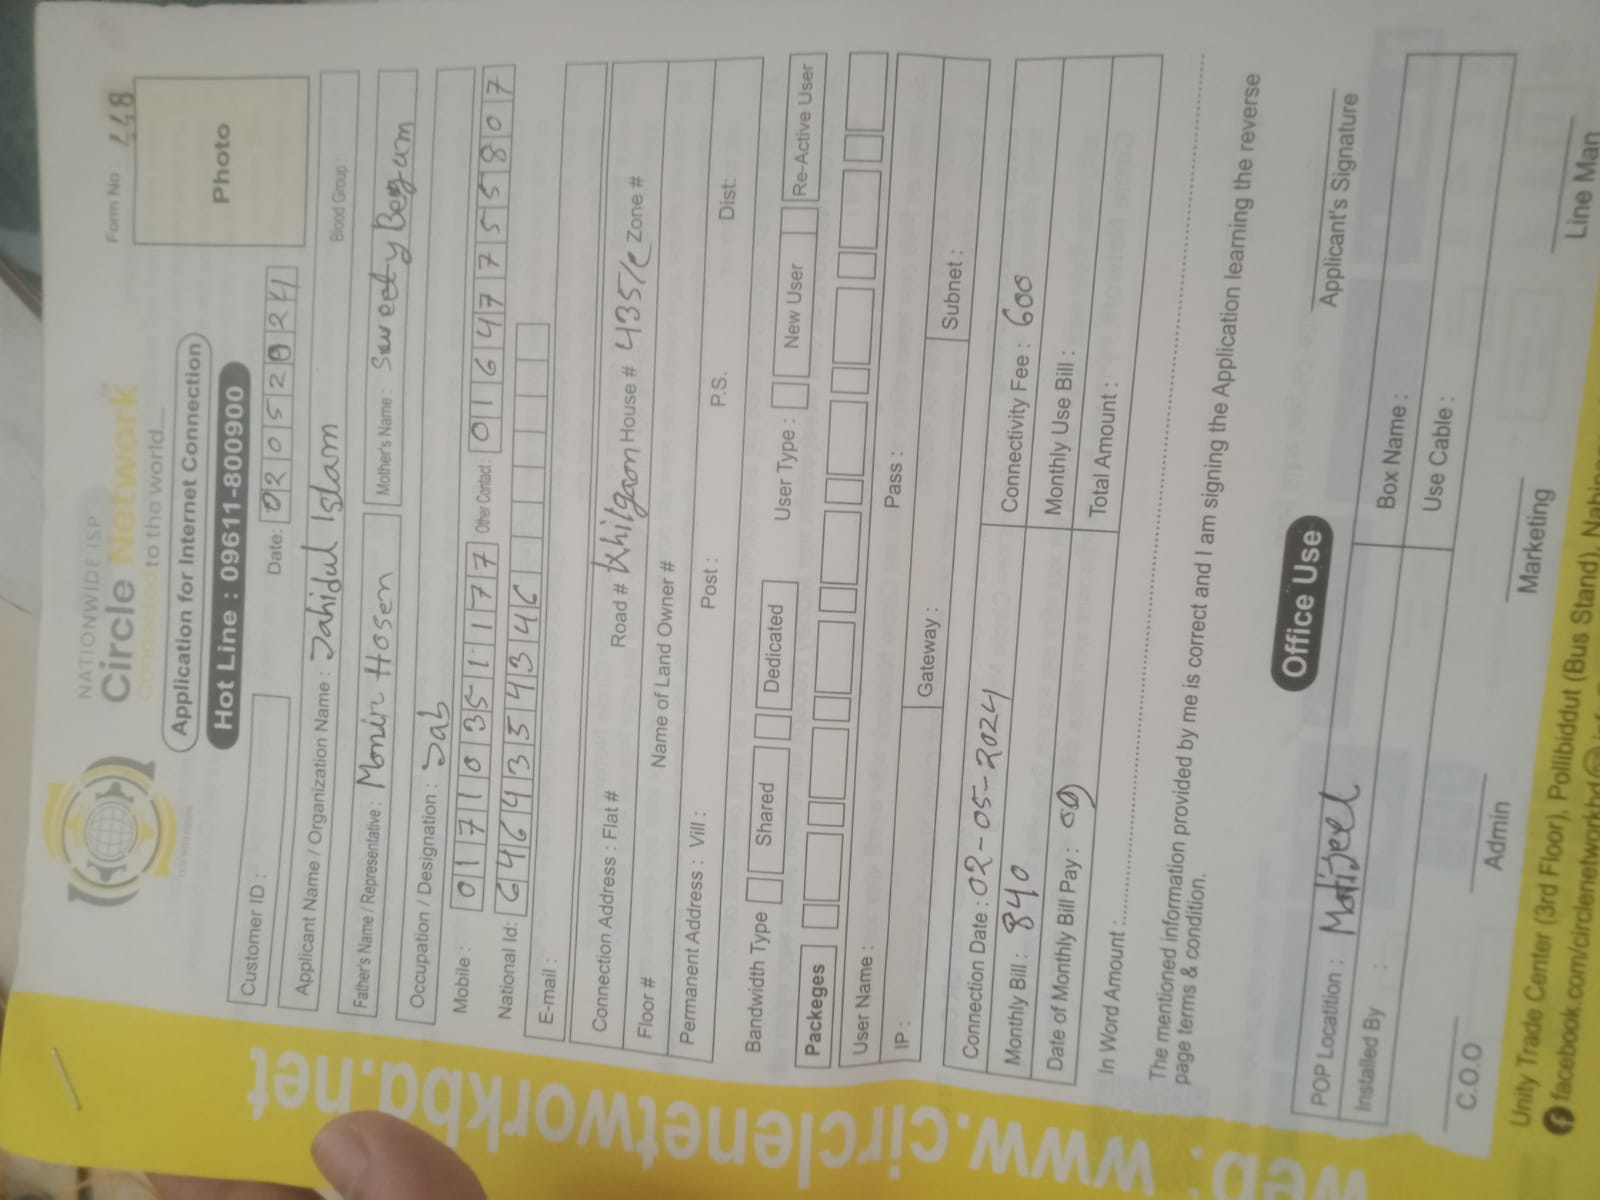 NATIONWIDE ISP
Circle Network
Connected to the world....
Form No :
Photo
Application for Internet Connection
Hot Line : 09611-800900
Customer ID :
Date: 02052024
Applicant Name / Organization Name : Jahidul Islam
Blood Group :
Father's Name / Representative : Monir Hosen
Mother's Name : Sweety Begum
Occupation / Designation : Job
Mobile : 01710351177 Other Contact : 01647755807
National Id: 6464354346
E-mail :
Connection Address : Flat # Road # Khilgaon House # 435/c Zone #
Floor # Name of Land Owner #
Permanent Address : Vill : Post : P.S. Dist:
Bandwidth Type Shared Dedicated User Type : New User Re-Active User
Packeges
User Name : Pass :
IP : Gateway : Subnet :
Connection Date : 02-05-2024
Monthly Bill : 840 Connectivity Fee : 600
Date of Monthly Bill Pay : Monthly Use Bill :
Total Amount :
In Word Amount :
The mentioned information provided by me is correct and I am signing the Application learning the reverse
page terms & condition.
Applicant's Signature
Office Use
POP Locatition : Motijeel Box Name :
Installed By : Use Cable :
C.O.O Admin Marketing Line Man
Unity Trade Center (3rd Floor), Pollibiddut (Bus Stand),
facebook.com/circlenetworkbd
web: www.circlenetworkbd.net